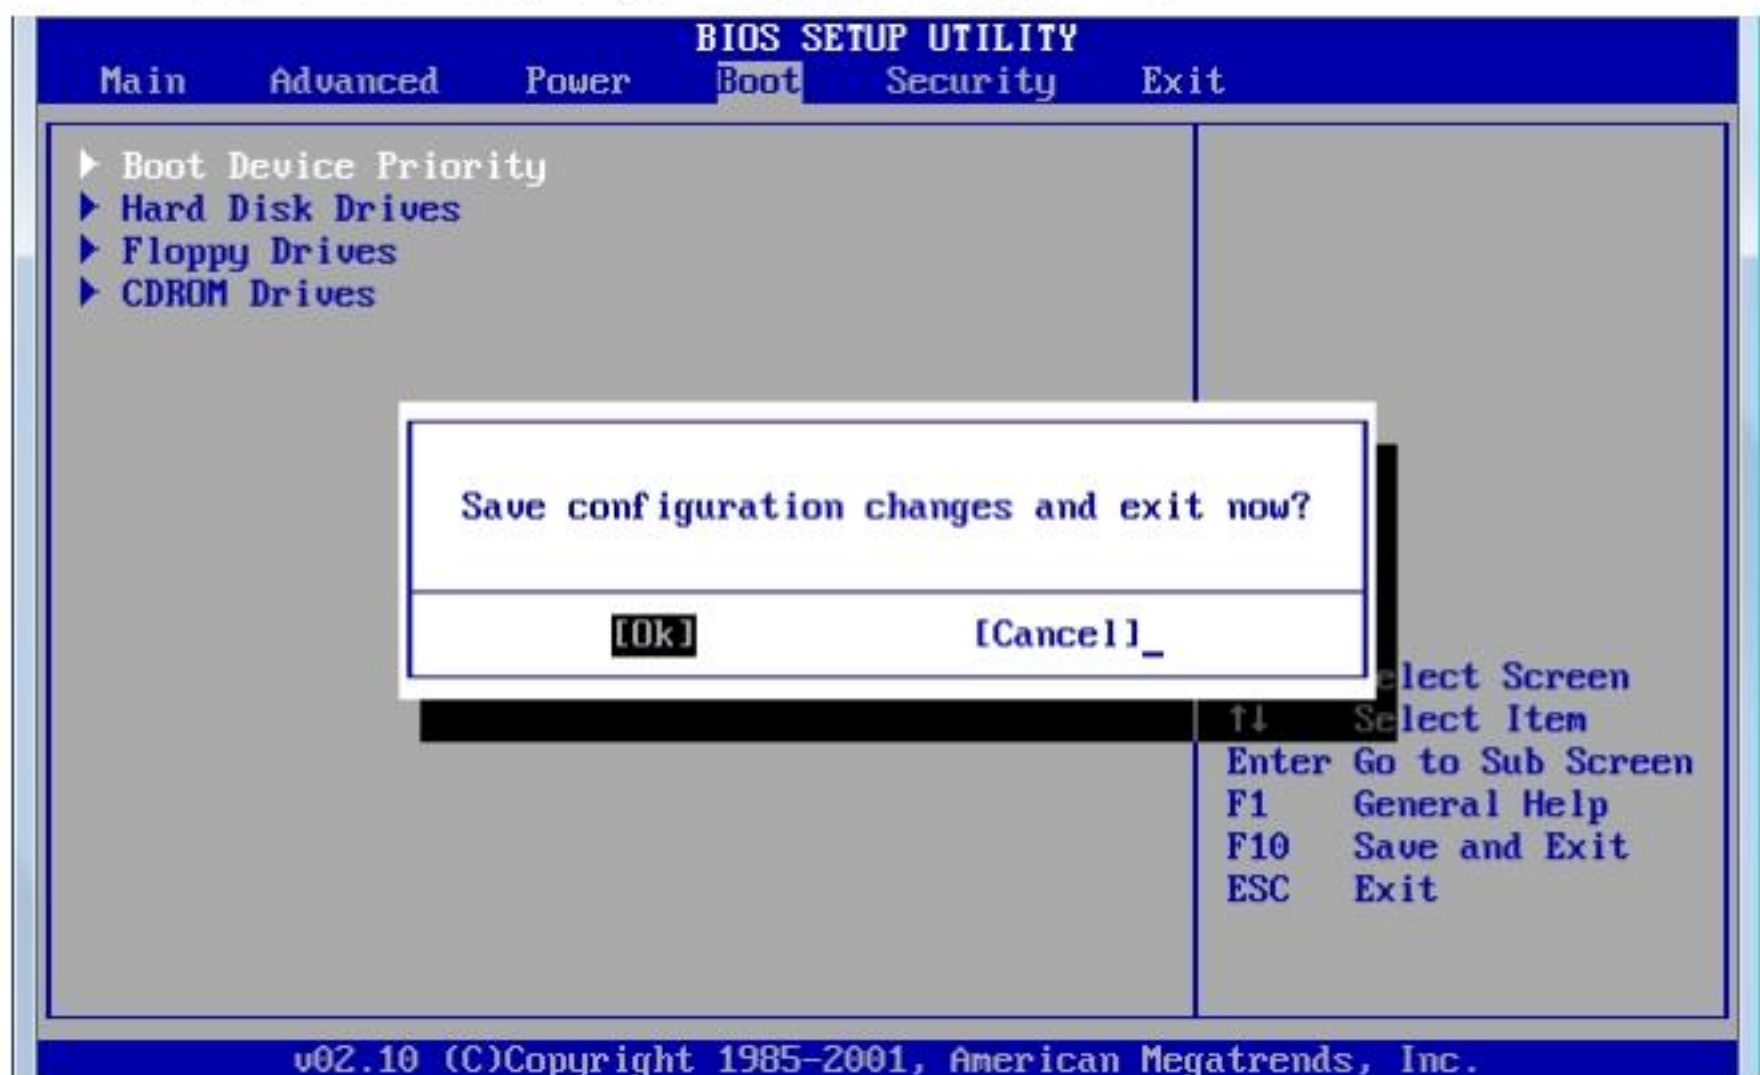 BIOS SETUP UTILITY
Main Advanced Power Boot Security Exit
Boot Device Priority
Hard Disk Drives
Floppy Drives
CDROM Drives
Save configuration changes and exit now?
[Ok] [Cancel]_
elect Screen
↑↓ Select Item
Enter Go to Sub Screen
F1 General Help
F10 Save and Exit
ESC Exit
v02.10 (C)Copyright 1985-2001, American Megatrends, Inc.